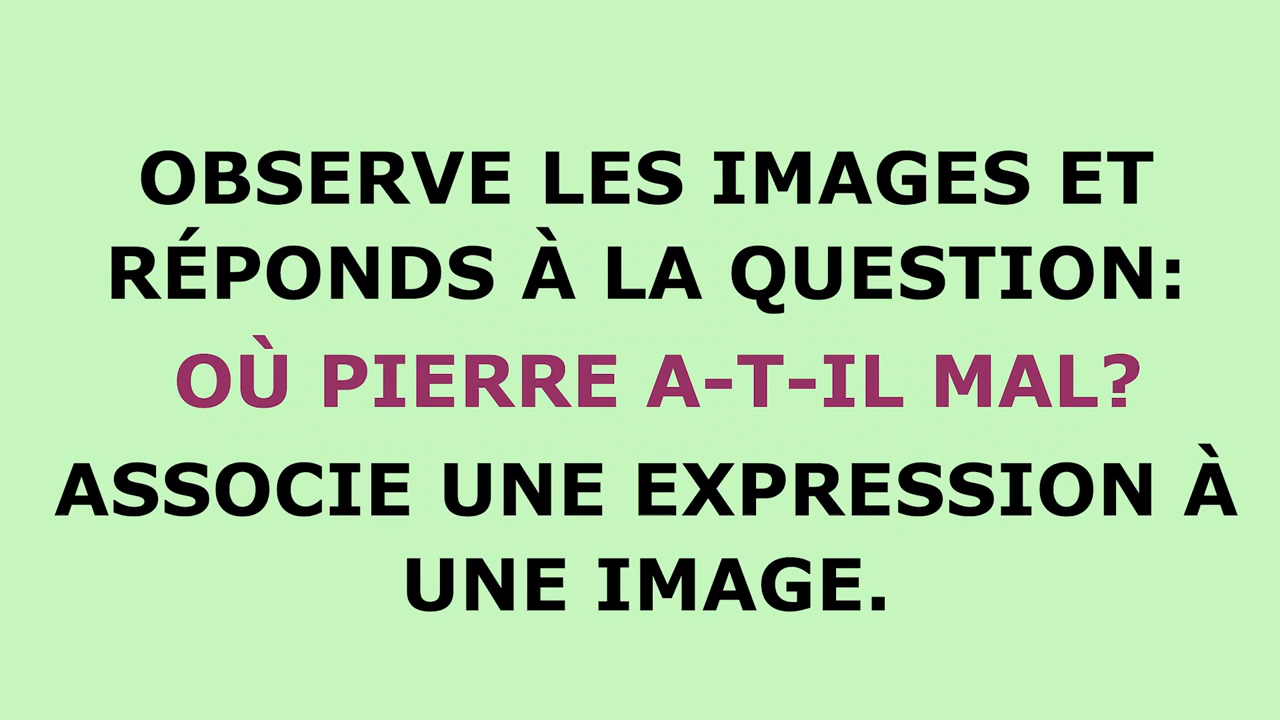 OBSERVE LES IMAGES ET
RÉPONDS À LA QUESTION:
OÙ PIERRE A-T-IL MAL?
ASSOCIE UNE EXPRESSION À
UNE IMAGE.